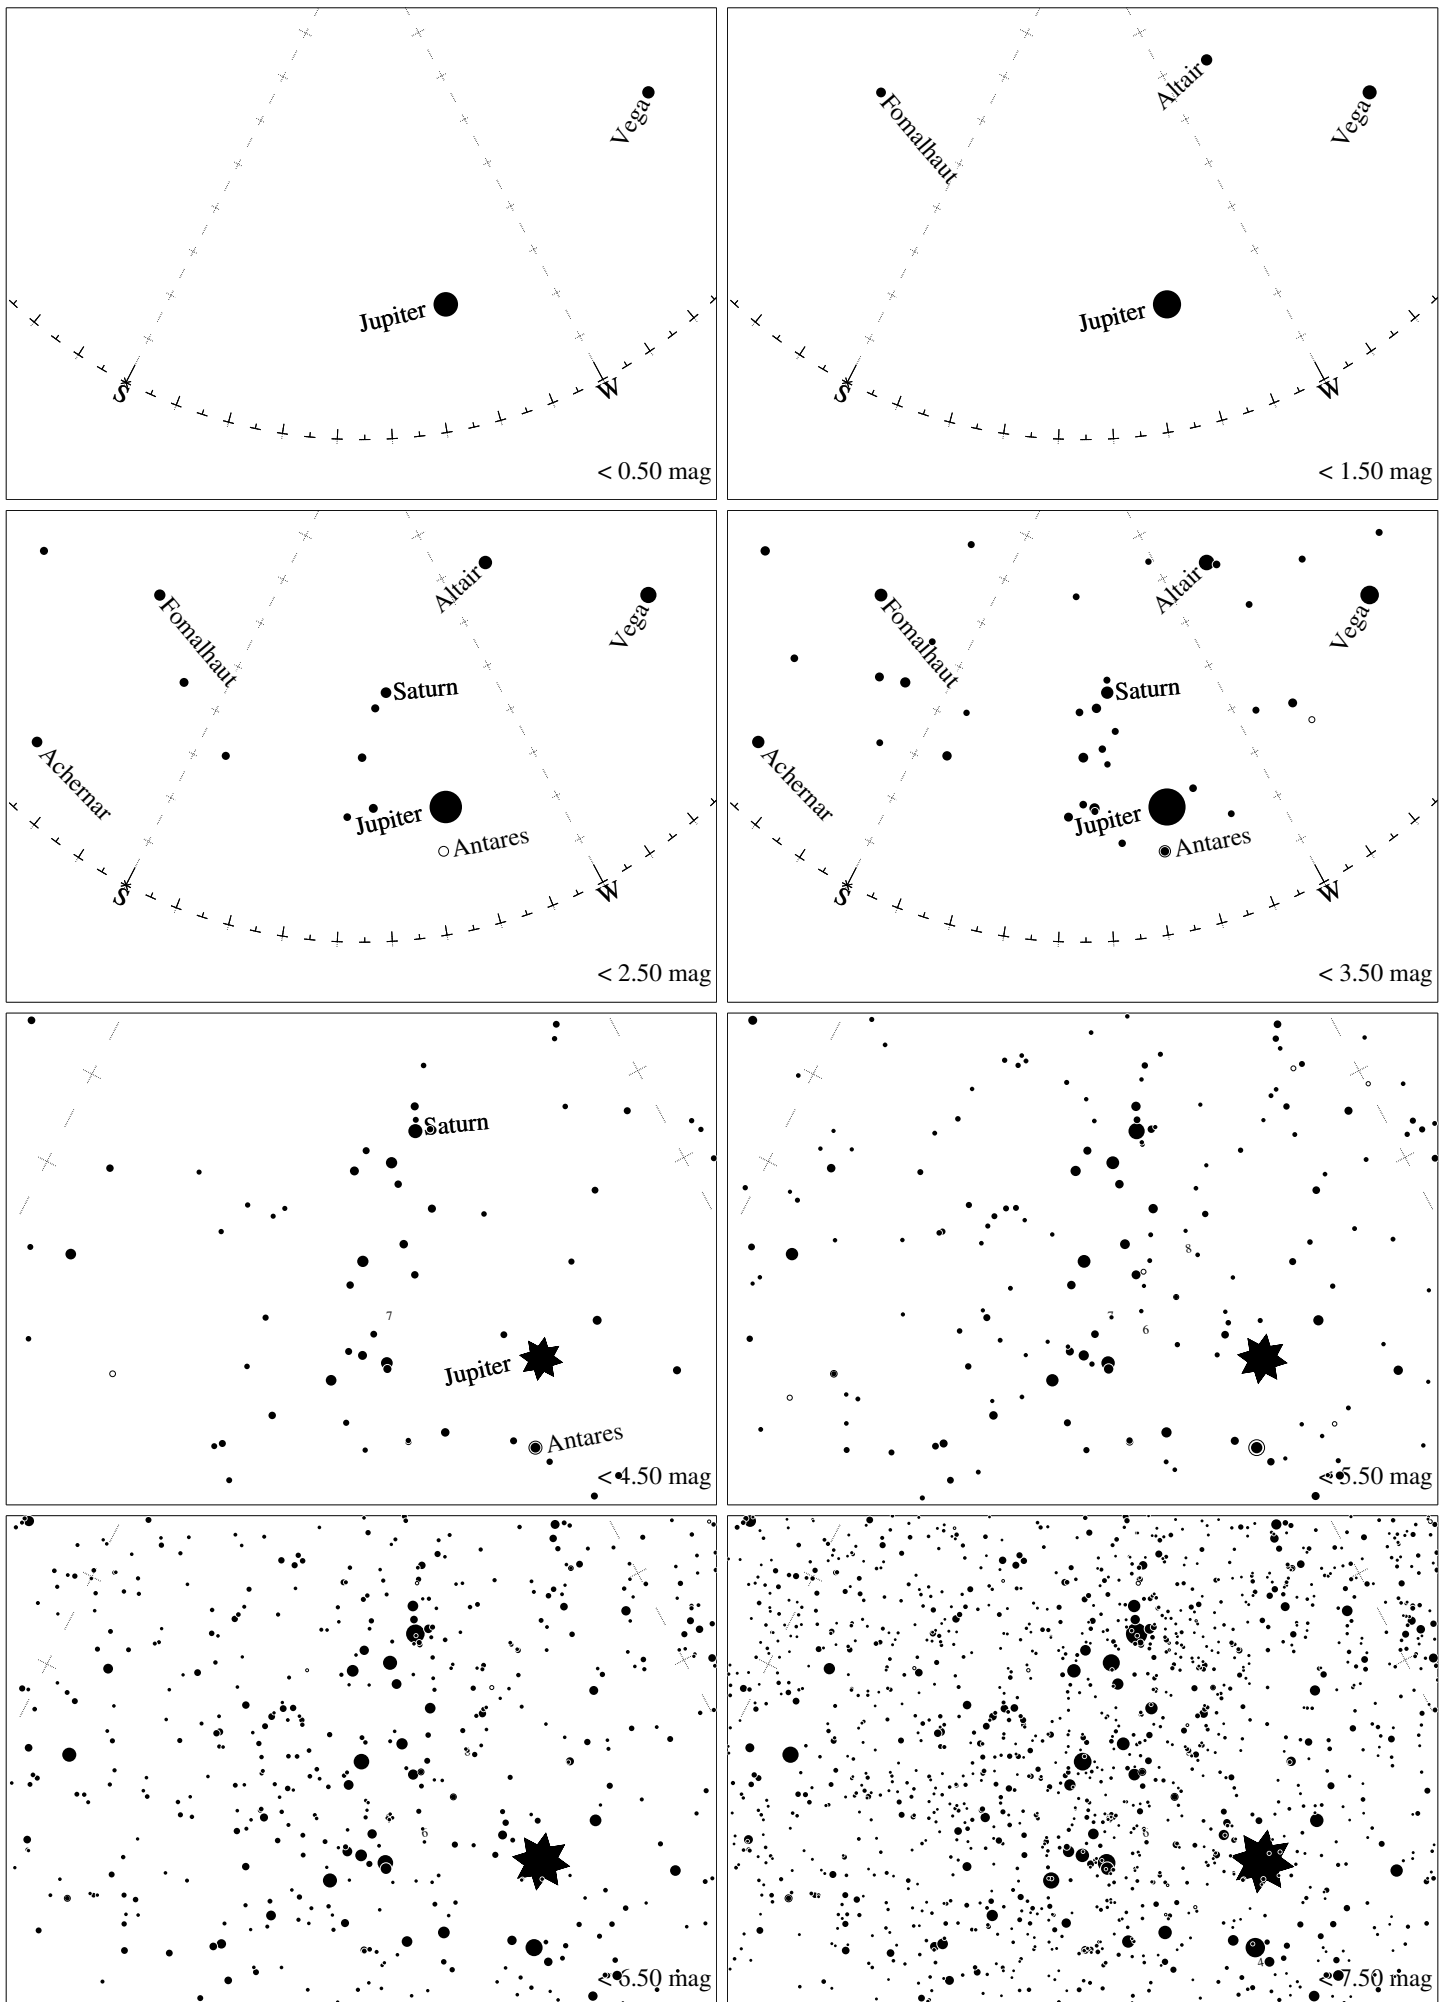 Vega
Jupiter
S
W
< 0.50 mag
Altair
Fomalhaut
Vega
Jupiter
S
W
< 1.50 mag
Altair
Fomalhaut
Vega
Saturn
Achernar
Jupiter
Antares
S
W
< 2.50 mag
Altair
Fomalhaut
Vega
Saturn
Achernar
Jupiter
Antares
S
W
< 3.50 mag
Saturn
7
Jupiter
Antares
< 4.50 mag
8
7
6
< 5.50 mag
6
< 6.50 mag
4
< 7.50 mag